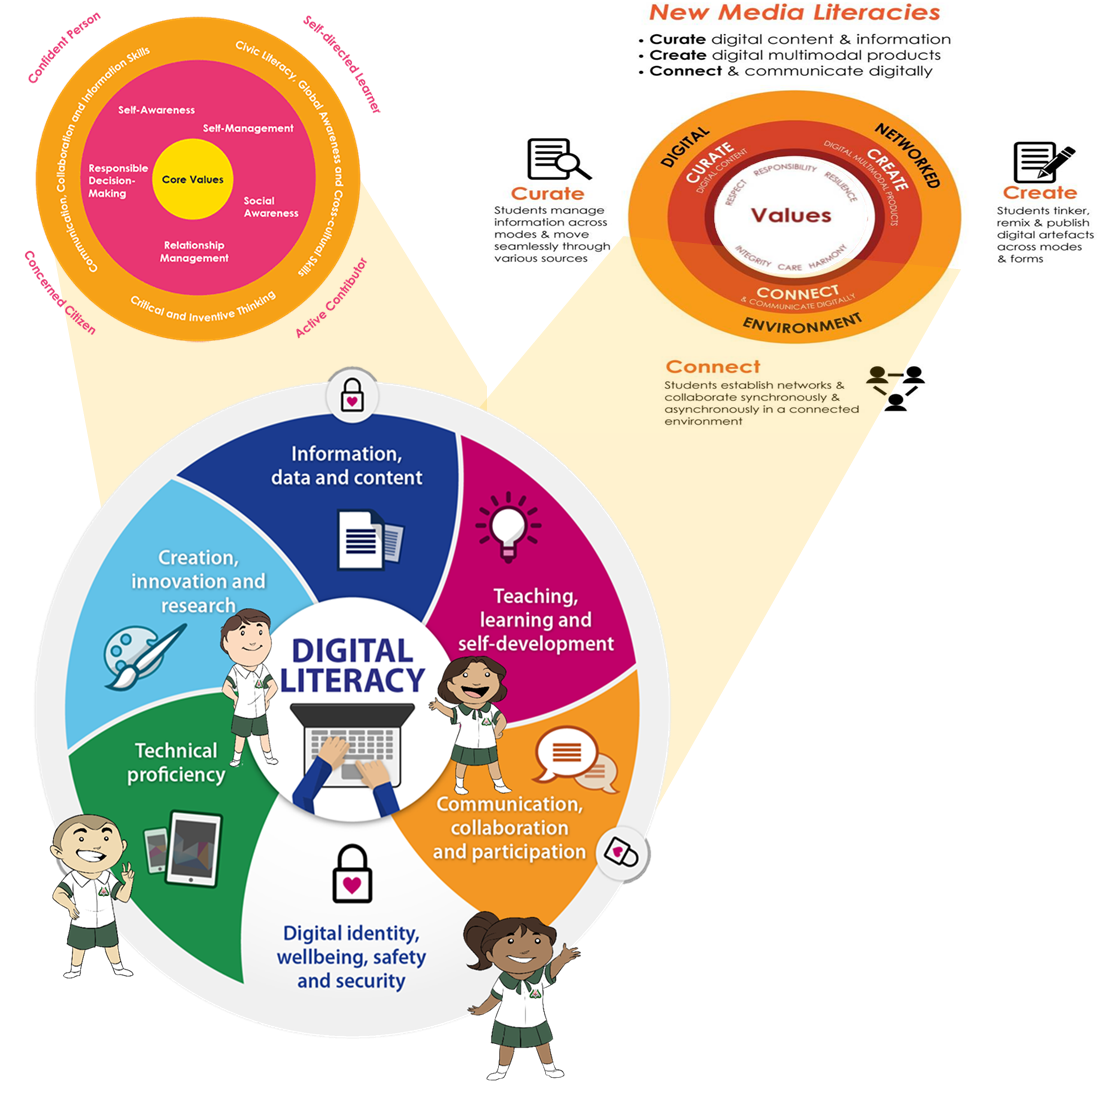 Confident Person
Self-directed Learner
Communication, Collaboration and Information Skills
Civic Literacy, Global Awareness and Cross-cultural Skills
Self-Awareness
Self-Management
Responsible
Decision-
Making
Core Values
Social
Awareness
Relationship
Management
Critical and Inventive Thinking
Concerned Citizen
Active Contributor
New Media Literacies
• Curate digital content & information
• Create digital multimodal products
• Connect & communicate digitally
DIGITAL
NETWORKED
ENVIRONMENT
CURATE
DIGITAL CONTENT
CREATE
DIGITAL MULTIMODAL PRODUCTS
CONNECT
& COMMUNICATE DIGITALLY
RESPECT
RESPONSIBILITY
RESILIENCE
Values
INTEGRITY CARE HARMONY
Curate
Students manage
information across
modes & move
seamlessly through
various sources
Create
Students tinker,
remix & publish
digital artefacts
across modes
& forms
Connect
Students establish networks &
collaborate synchronously &
asynchronously in a connected
environment
Information,
data and content
Creation,
innovation and
research
Teaching,
learning and
self-development
DIGITAL
LITERACY
Technical
proficiency
Communication,
collaboration
and participation
Digital identity,
wellbeing, safety
and security